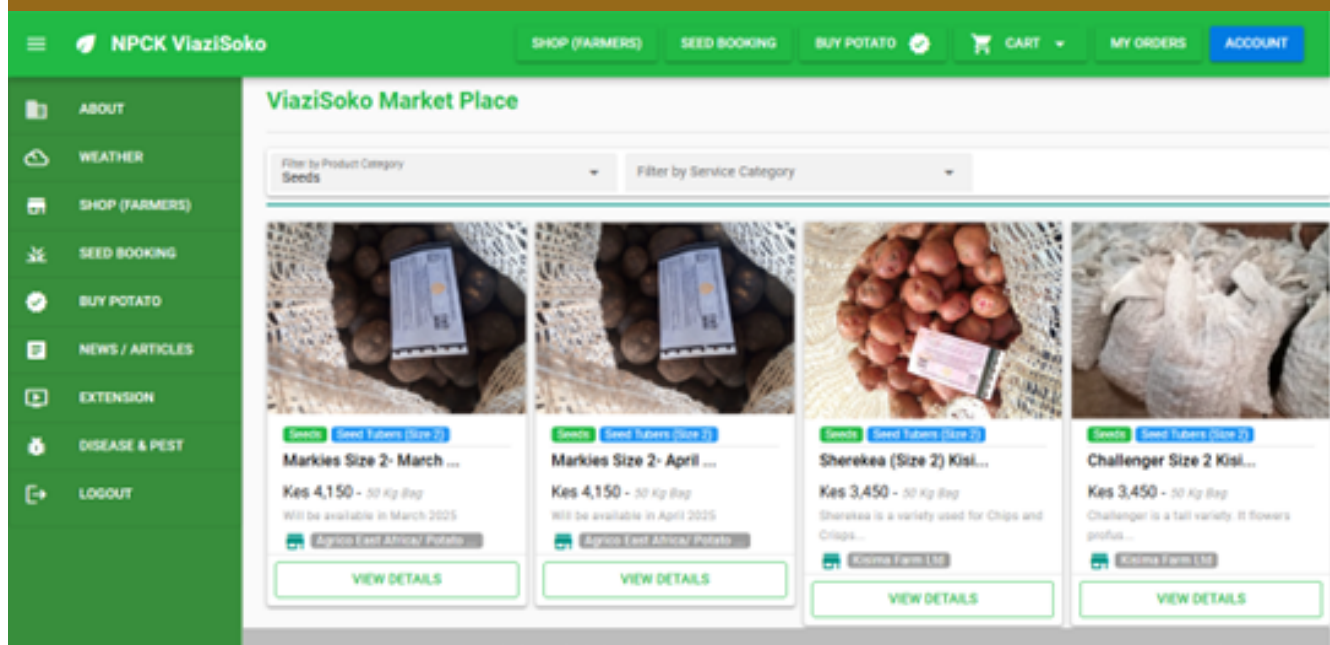 NPCK ViaziSoko
SHOP (FARMERS)
SEED BOOKING
BUY POTATO
CART
MY ORDERS
ACCOUNT
ABOUT
WEATHER
SHOP (FARMERS)
SEED BOOKING
BUY POTATO
NEWS / ARTICLES
EXTENSION
DISEASE & PEST
LOGOUT
ViaziSoko Market Place
Filter by Product Category
Seeds
Filter by Service Category
Seeds Seed Tubers (Size 2)
Markies Size 2- March ...
Kes 4,150 - 50 Kg Bag
Will be available in March 2025
Agrico East Africa/ Potato ...
VIEW DETAILS
Seeds Seed Tubers (Size 2)
Markies Size 2- April ...
Kes 4,150 - 50 Kg Bag
Will be available in April 2025
Agrico East Africa/ Potato ...
VIEW DETAILS
Seeds Seed Tubers (Size 2)
Sherekea (Size 2) Kisi...
Kes 3,450 - 50 Kg Bag
Sherekea is a variety used for Chips and
Crisps...
Kisima Farm Ltd
VIEW DETAILS
Seeds Seed Tubers (Size 2)
Challenger Size 2 Kisi...
Kes 3,450 - 50 Kg Bag
Challenger is a tall variety. It flowers
profus...
Kisima Farm Ltd
VIEW DETAILS